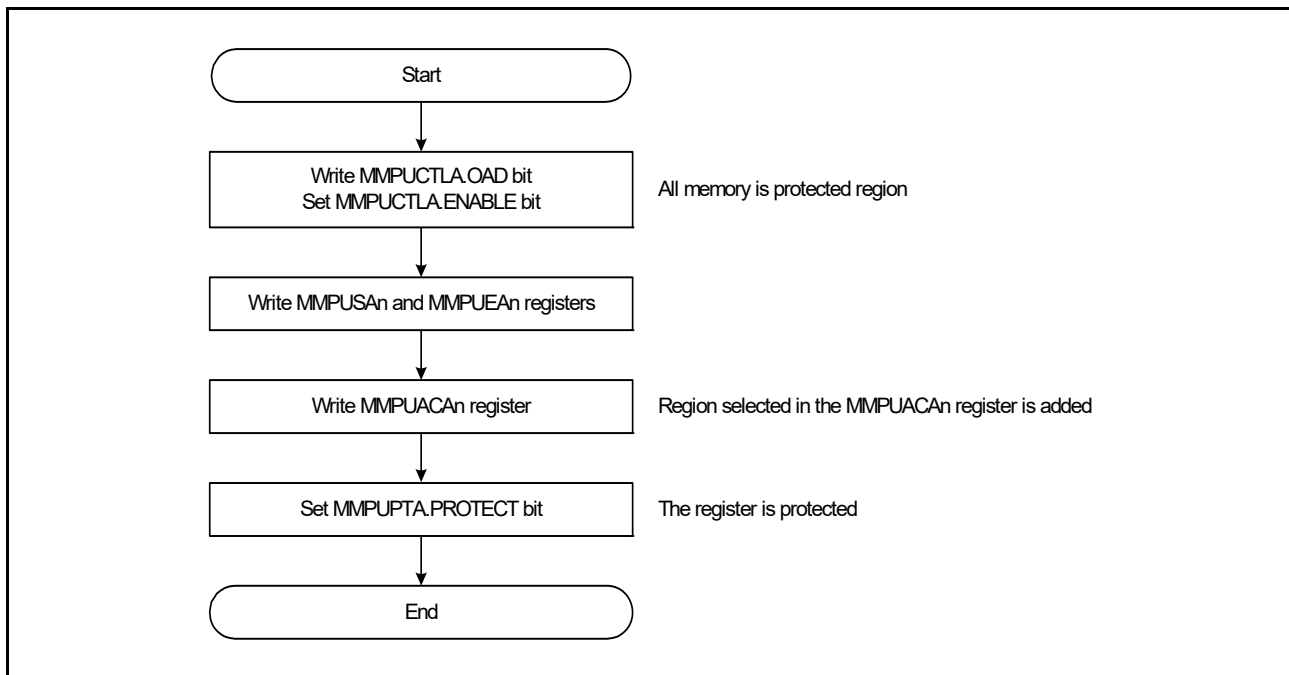 Start
Write MMPUCTLA.OAD bit
Set MMPUCTLA.ENABLE bit
All memory is protected region
Write MMPUSAn and MMPUEAn registers
Write MMPUACAn register
Region selected in the MMPUACAn register is added
Set MMPUPTA.PROTECT bit
The register is protected
End